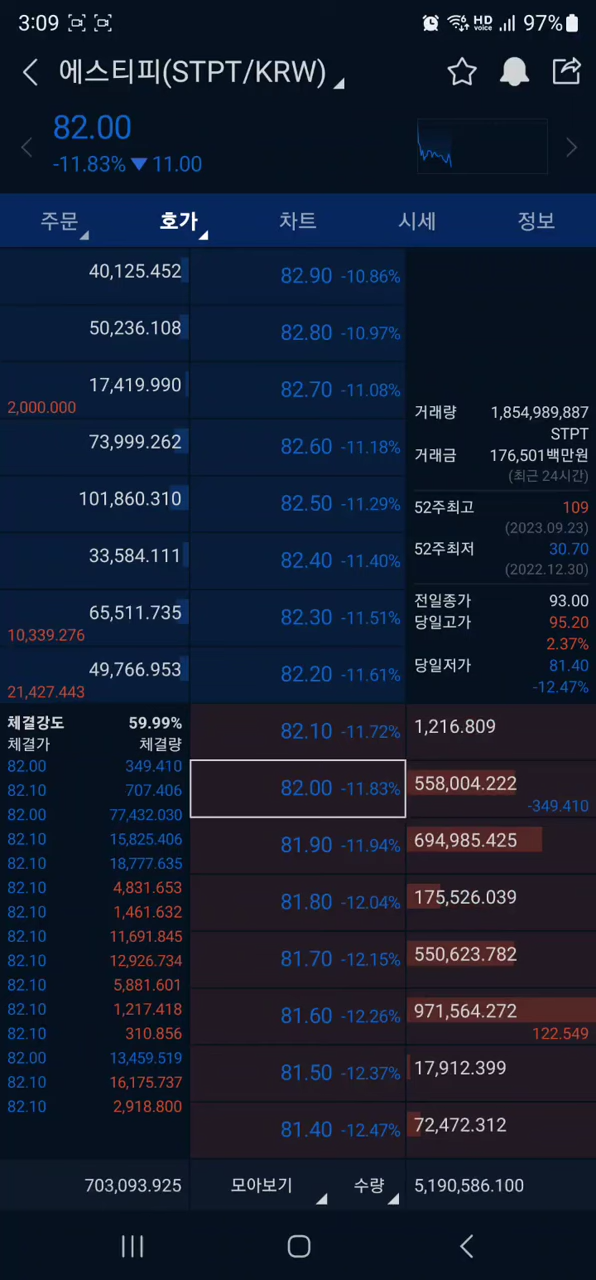 3:09 HD voice 97%
에스티피(STPT/KRW)
82.00
-11.83% ▼ 11.00
주문 호가 차트 시세 정보
40,125.452 82.90 -10.86%
50,236.108 82.80 -10.97%
17,419.990 82.70 -11.08%
2,000.000
거래량 1,854,989,887
STPT
73,999.262 82.60 -11.18%
거래금 176,501백만원
(최근 24시간)
101,860.310 82.50 -11.29%
52주최고 109
(2023.09.23)
33,584.111 82.40 -11.40%
52주최저 30.70
(2022.12.30)
65,511.735 82.30 -11.51%
10,339.276
전일종가 93.00
당일고가 95.20
2.37%
49,766.953 82.20 -11.61%
21,427.443
당일저가 81.40
-12.47%
체결강도 59.99%
체결가 체결량
82.00 349.410
82.10 707.406
82.00 77,432.030
82.10 15,825.406
82.10 18,777.635
82.10 4,831.653
82.10 1,461.632
82.10 11,691.845
82.10 12,926.734
82.10 5,881.601
82.10 1,217.418
82.10 310.856
82.00 13,459.519
82.10 16,175.737
82.10 2,918.800
82.10 -11.72% 1,216.809
82.00 -11.83% 558,004.222
-349.410
81.90 -11.94% 694,985.425
81.80 -12.04% 175,526.039
81.70 -12.15% 550,623.782
81.60 -12.26% 971,564.272
122.549
81.50 -12.37% 17,912.399
81.40 -12.47% 72,472.312
703,093.925 모아보기 수량 5,190,586.100